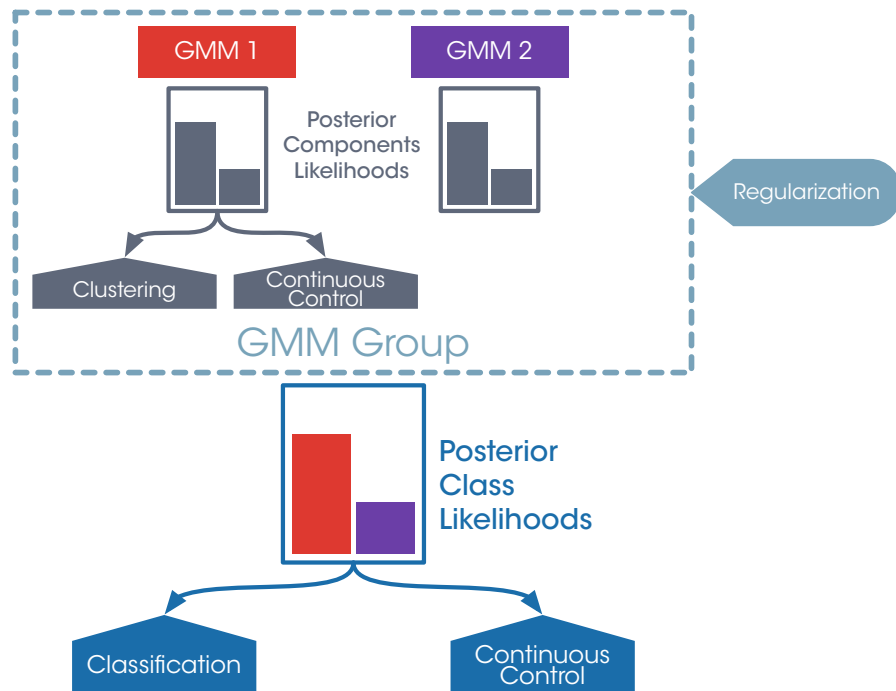 GMM 1
GMM 2
Posterior
Components
Likelihoods
Regularization
Clustering
Continuous
Control
GMM Group
Posterior
Class
Likelihoods
Classification
Continuous
Control